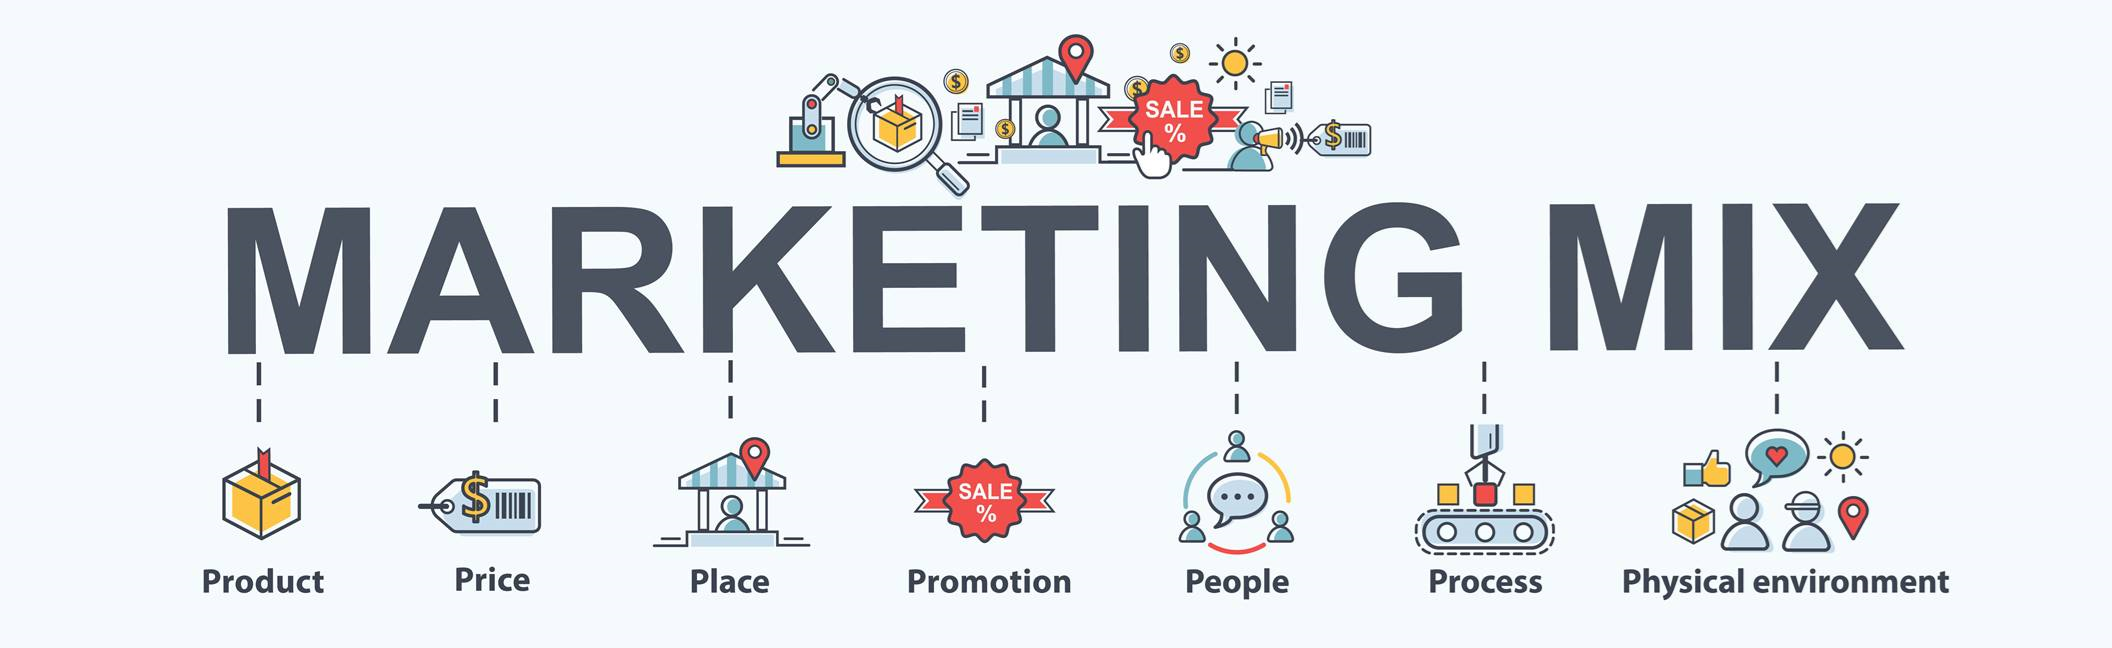 $
$
$
$
SALE
%
$
MARKETING MIX
$
SALE
%
Product
Price
Place
Promotion
People
Process
Physical environment